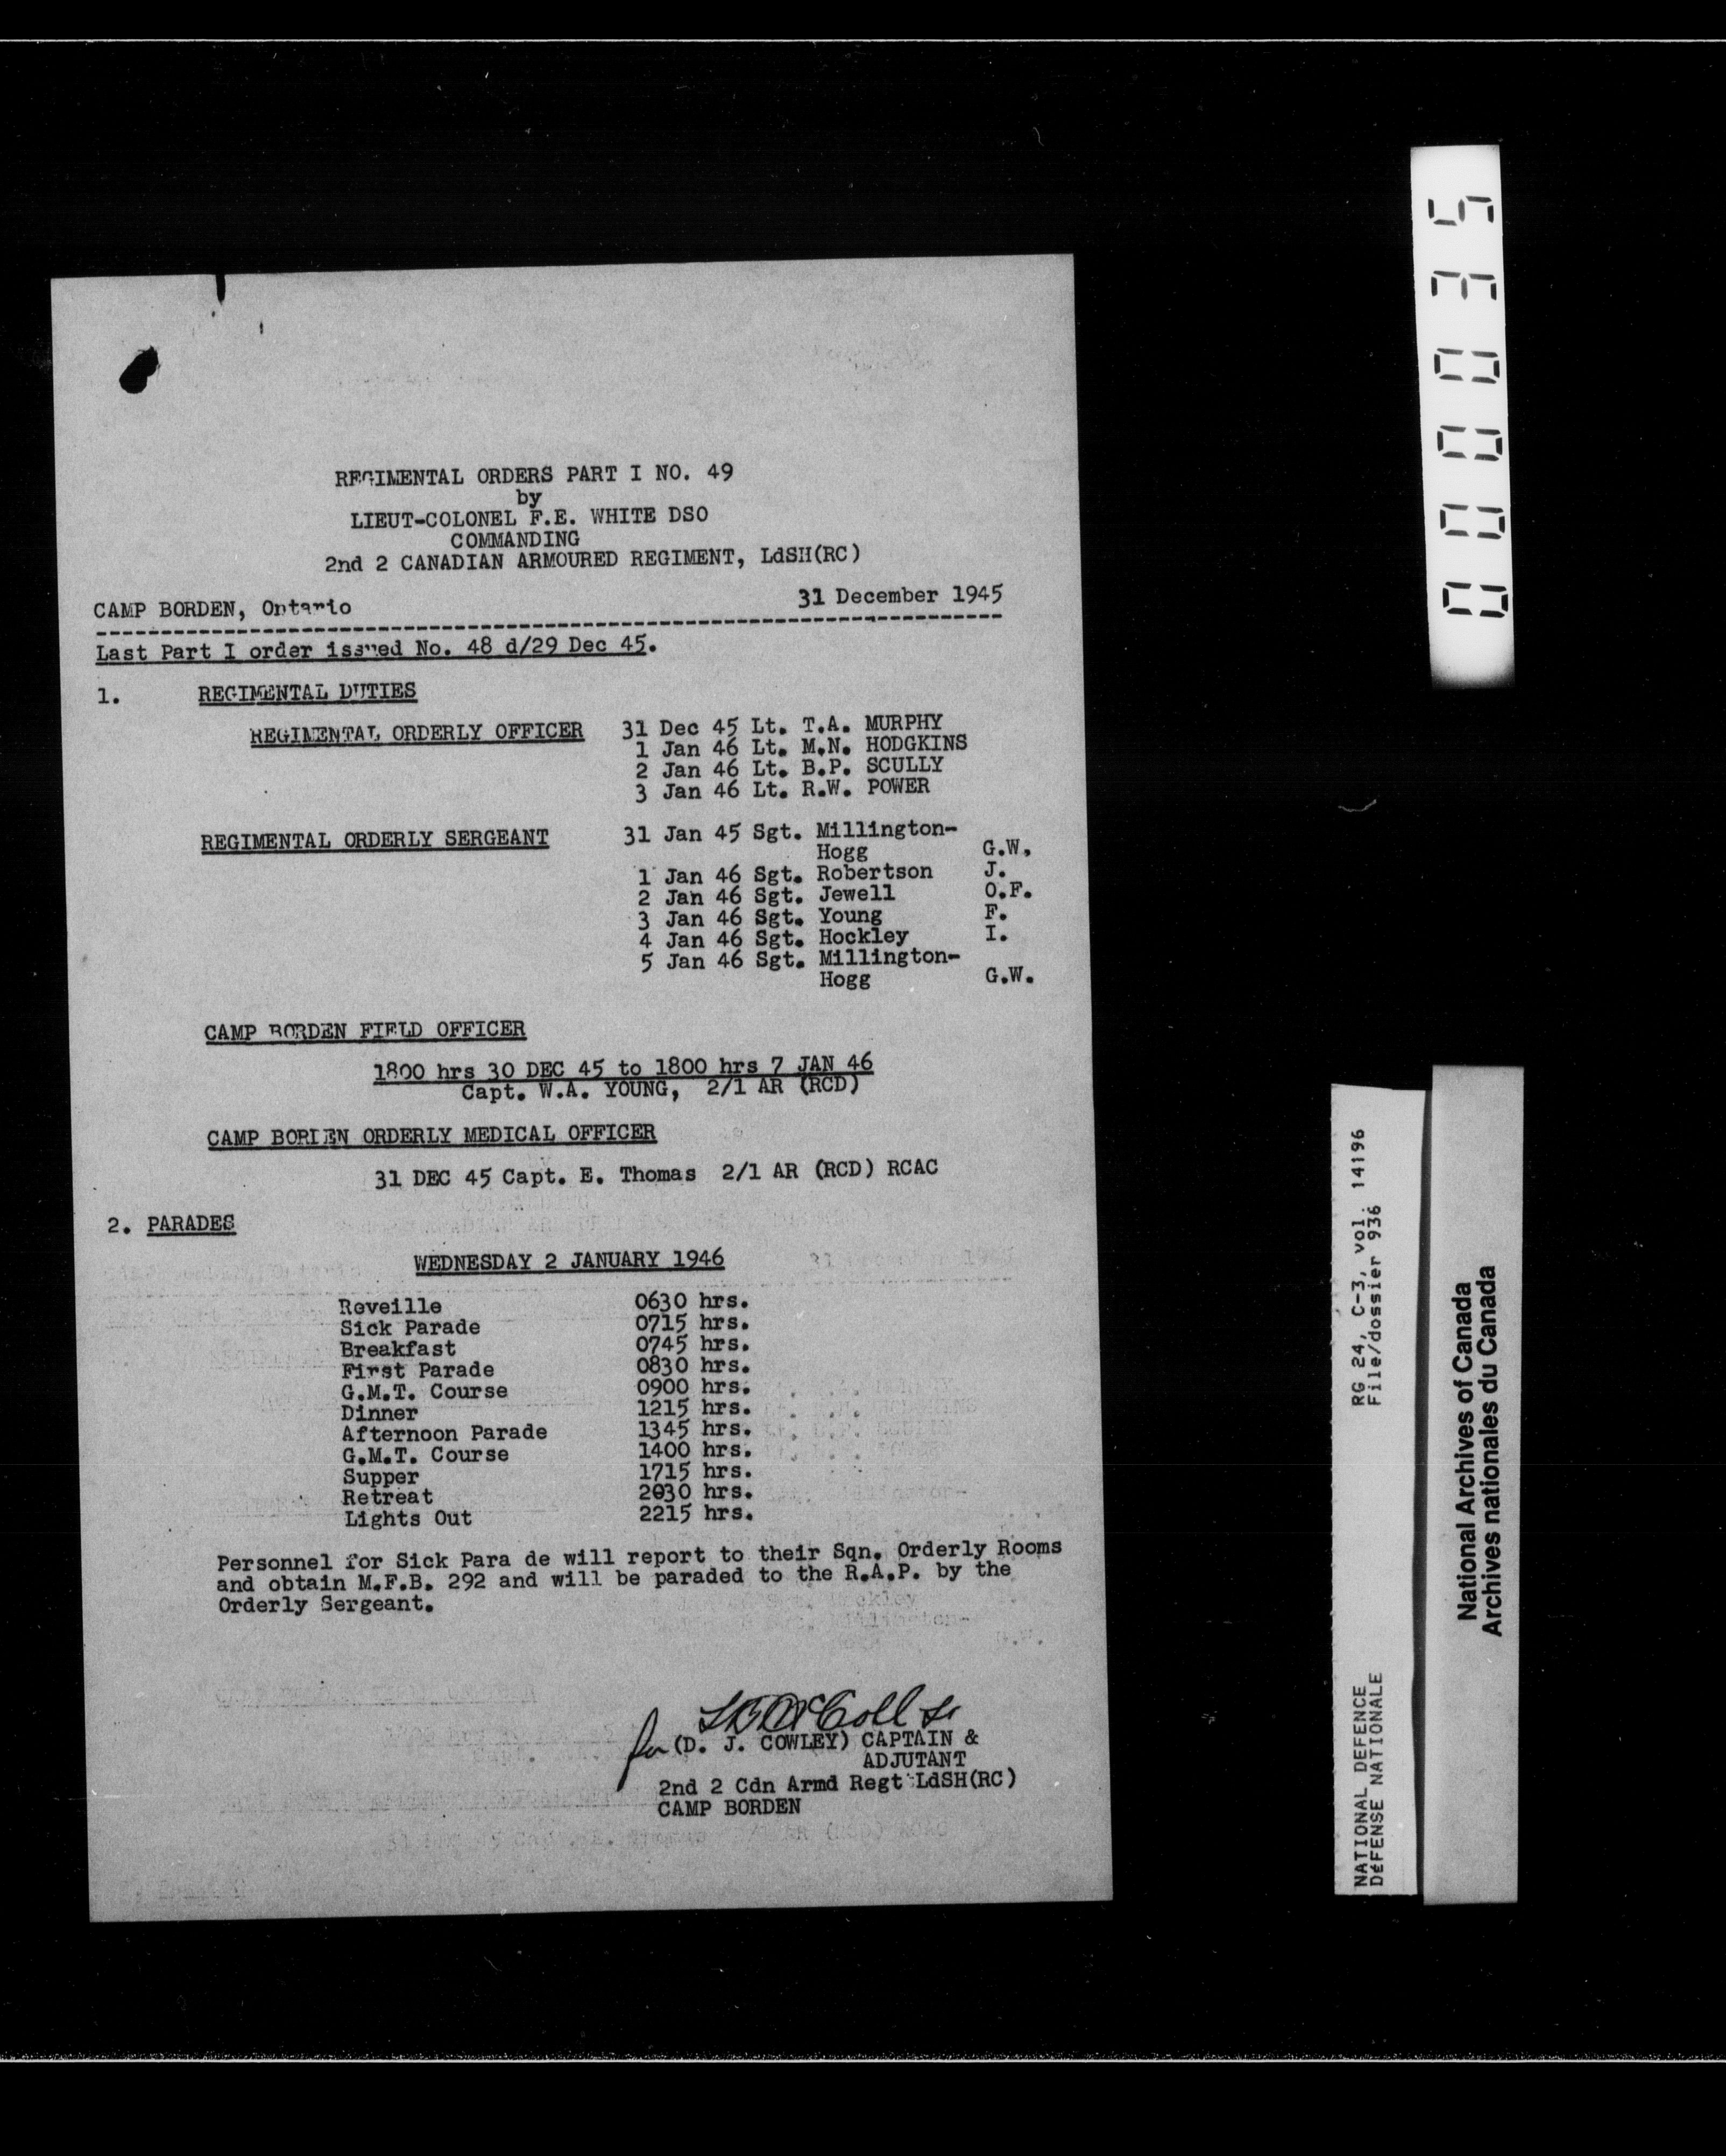 REGIMENTAL ORDERS PART I NO. 49
by
LIEUT-COLONEL F.E. WHITE DSO
COMMANDING
2nd 2 CANADIAN ARMOURED REGIMENT, LdSH(RC)
CAMP BORDEN, Ontario 31 December 1945
Last Part I order issued No. 48 d/29 Dec 45.
1. REGIMENTAL DUTIES
REGIMENTAL ORDERLY OFFICER 31 Dec 45 Lt. T.A. MURPHY
1 Jan 46 Lt. M.N. HODGKINS
2 Jan 46 Lt. B.P. SCULLY
3 Jan 46 Lt. R.W. POWER
REGIMENTAL ORDERLY SERGEANT 31 Jan 45 Sgt. Millington-
Hogg G.W.
1 Jan 46 Sgt. Robertson J.
2 Jan 46 Sgt. Jewell O.F.
3 Jan 46 Sgt. Young F.
4 Jan 46 Sgt. Hockley I.
5 Jan 46 Sgt. Millington-
Hogg G.W.
CAMP BORDEN FIELD OFFICER
1800 hrs 30 DEC 45 to 1800 hrs 7 JAN 46
Capt. W.A. YOUNG, 2/1 AR (RCD)
CAMP BORDEN ORDERLY MEDICAL OFFICER
31 DEC 45 Capt. E. Thomas 2/1 AR (RCD) RCAC
2. PARADES
WEDNESDAY 2 JANUARY 1946
Reveille 0630 hrs.
Sick Parade 0715 hrs.
Breakfast 0745 hrs.
First Parade 0830 hrs.
G.M.T. Course 0900 hrs.
Dinner 1215 hrs.
Afternoon Parade 1345 hrs.
G.M.T. Course 1400 hrs.
Supper 1715 hrs.
Retreat 2030 hrs.
Lights Out 2215 hrs.
Personnel for Sick Para de will report to their Sqn. Orderly Rooms
and obtain M.F.B. 292 and will be paraded to the R.A.P. by the
Orderly Sergeant.
for (D. J. COWLEY) CAPTAIN &
ADJUTANT
2nd 2 Cdn Armd Regt LdSH(RC)
CAMP BORDEN
000035
NATIONAL DEFENCE RG 24, C-3, vol. 14196
DéFENSE NATIONALE File/dossier 936
National Archives of Canada
Archives nationales du Canada